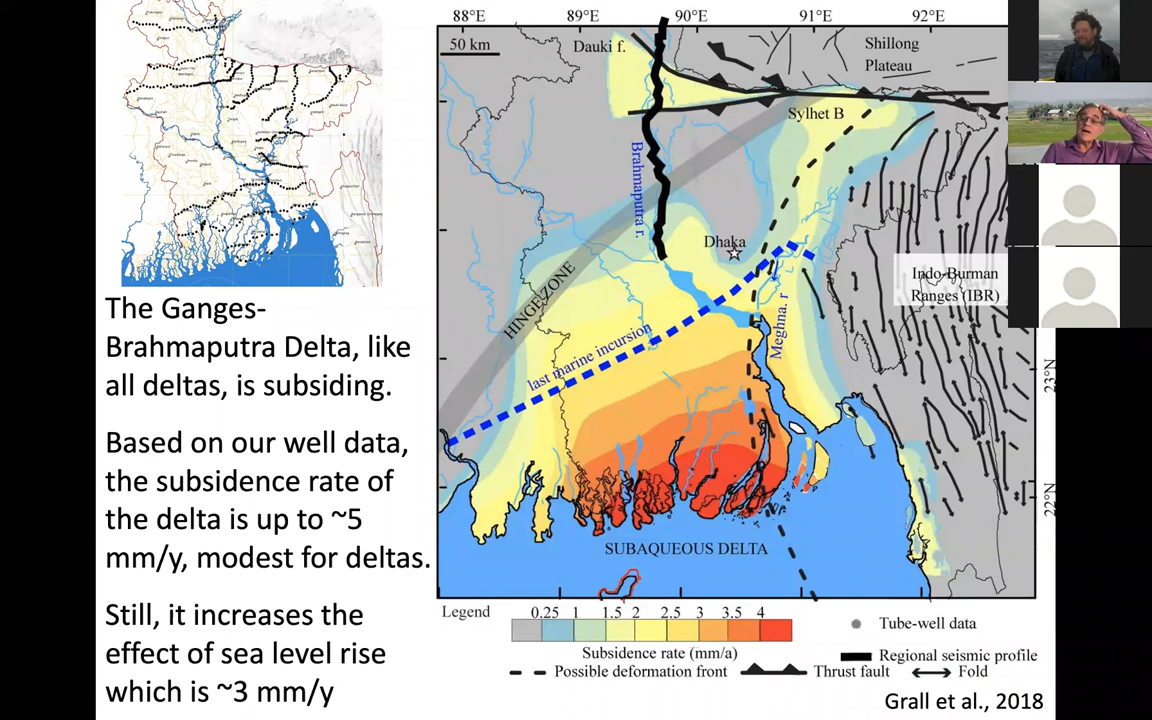 The Ganges-
Brahmaputra Delta, like
all deltas, is subsiding.
Based on our well data,
the subsidence rate of
the delta is up to ~5
mm/y, modest for deltas.
Still, it increases the
effect of sea level rise
which is ~3 mm/y
88°E 89°E 90°E 91°E 92°E
50 km
Dauki f.
Shillong
Plateau
Sylhet B
Brahmaputra r.
Dhaka
HINGE ZONE
Indo-Burman
Ranges (IBR)
last marine incursion
Meghna. r
23°N
22°N
SUBAQUEOUS DELTA
Legend
0.25 1 1.5 2 2.5 3 3.5 4
Subsidence rate (mm/a)
Tube-well data
Regional seismic profile
Possible deformation front
Thrust fault
Fold
Grall et al., 2018